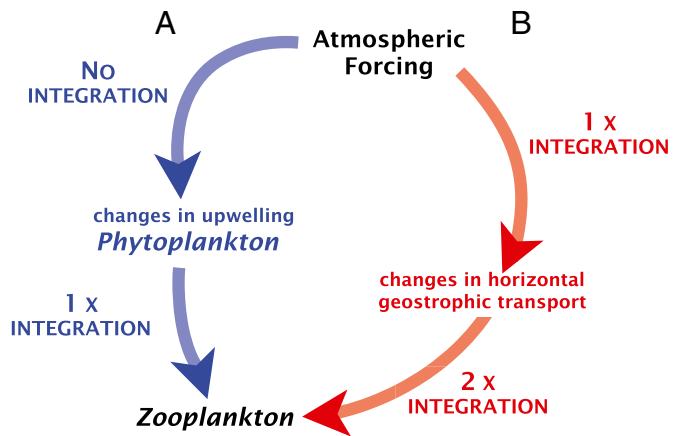 A
B
Atmospheric
Forcing
NO
INTEGRATION
1 X
INTEGRATION
changes in upwelling
Phytoplankton
changes in horizontal
geostrophic transport
1 X
INTEGRATION
2 X
INTEGRATION
Zooplankton